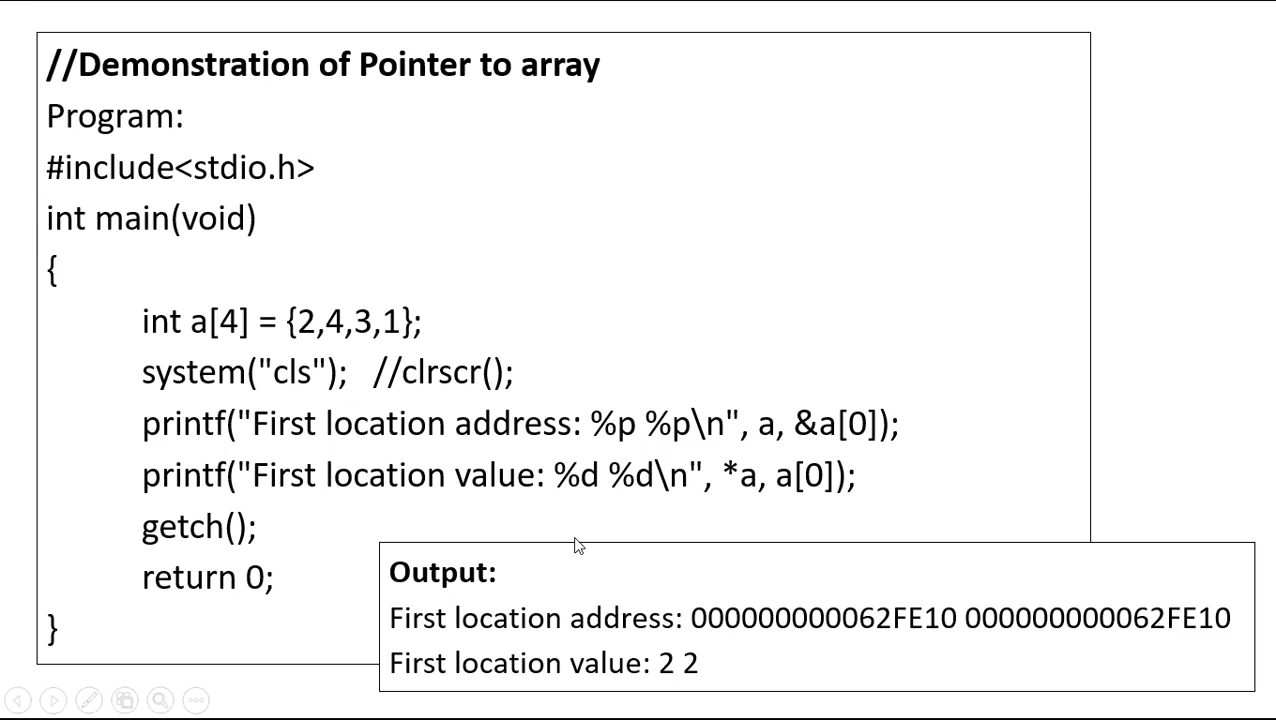 //Demonstration of Pointer to array
Program:
#include<stdio.h>
int main(void)
{
int a[4] = {2,4,3,1};
system("cls"); //clrscr();
printf("First location address: %p %p\n", a, &a[0]);
printf("First location value: %d %d\n", *a, a[0]);
getch();
return 0;
}
Output:
First location address: 000000000062FE10 000000000062FE10
First location value: 2 2